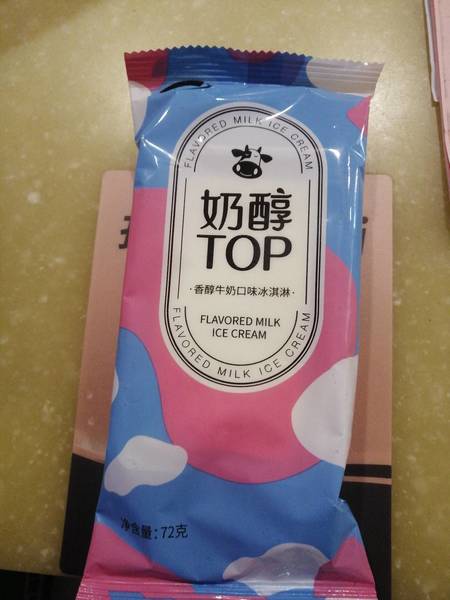 FLAVORED MILK ICE CREAM
奶醇
TOP
·香醇牛奶口味冰淇淋·
FLAVORED MILK
ICE CREAM
FLAVORED MILK ICE CREAM
净含量:72克